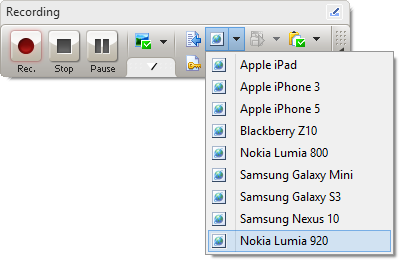 Recording
Rec.
Stop
Pause
Apple iPad
Apple iPhone 3
Apple iPhone 5
Blackberry Z10
Nokia Lumia 800
Samsung Galaxy Mini
Samsung Galaxy S3
Samsung Nexus 10
Nokia Lumia 920